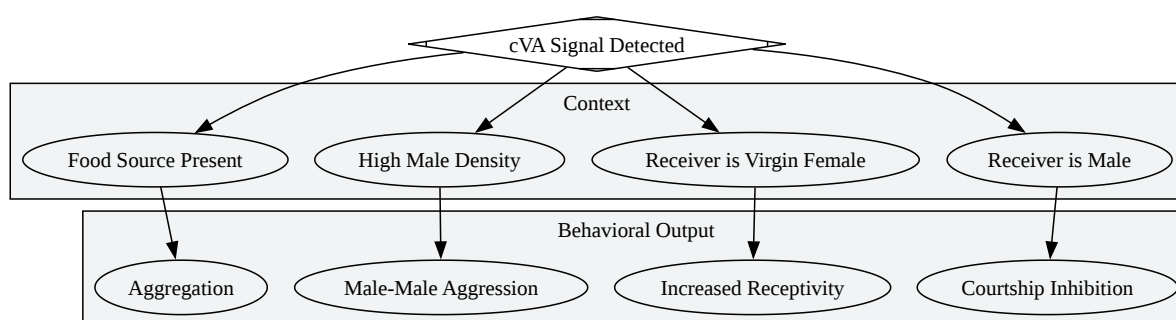 cVA Signal Detected
Context
Food Source Present
High Male Density
Receiver is Virgin Female
Receiver is Male
Behavioral Output
Aggregation
Male-Male Aggression
Increased Receptivity
Courtship Inhibition